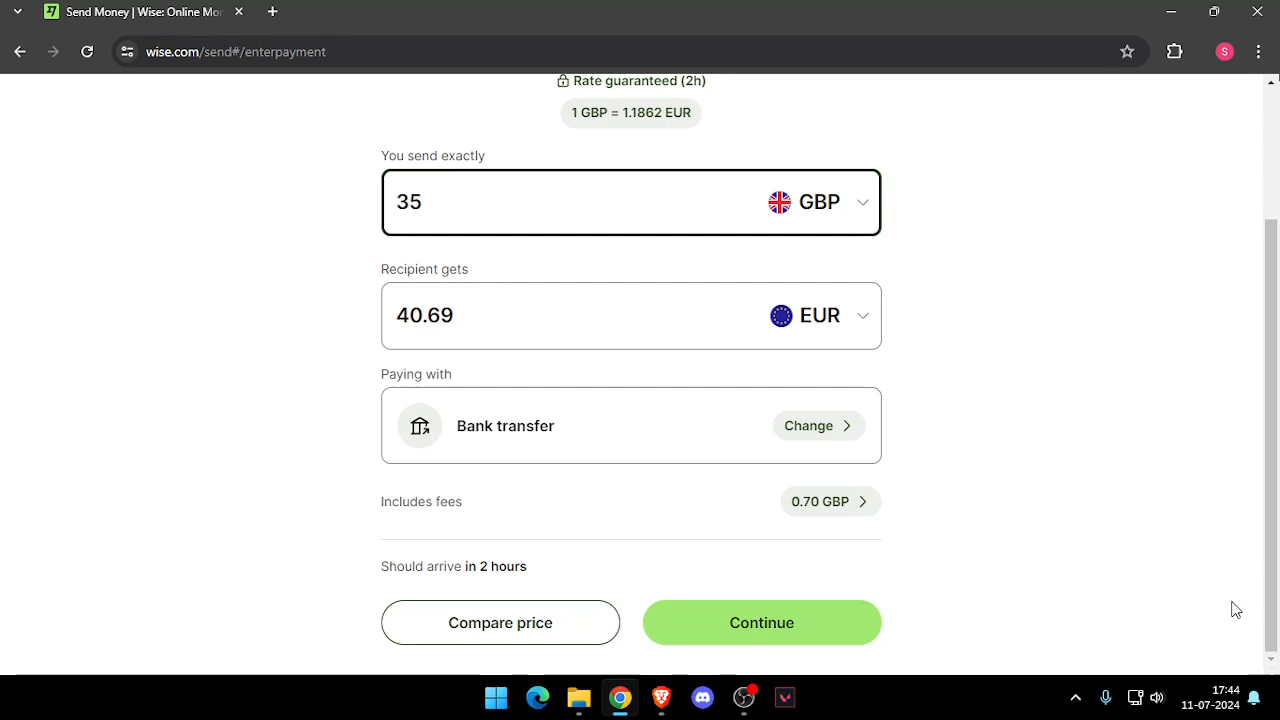 Send Money | Wise: Online Mo
wise.com/send#/enterpayment
S
Rate guaranteed (2h)
1 GBP = 1.1862 EUR
You send exactly
35
GBP
Recipient gets
40.69
EUR
Paying with
Bank transfer
Change
Includes fees
0.70 GBP
Should arrive in 2 hours
Compare price
Continue
17:44
11-07-2024